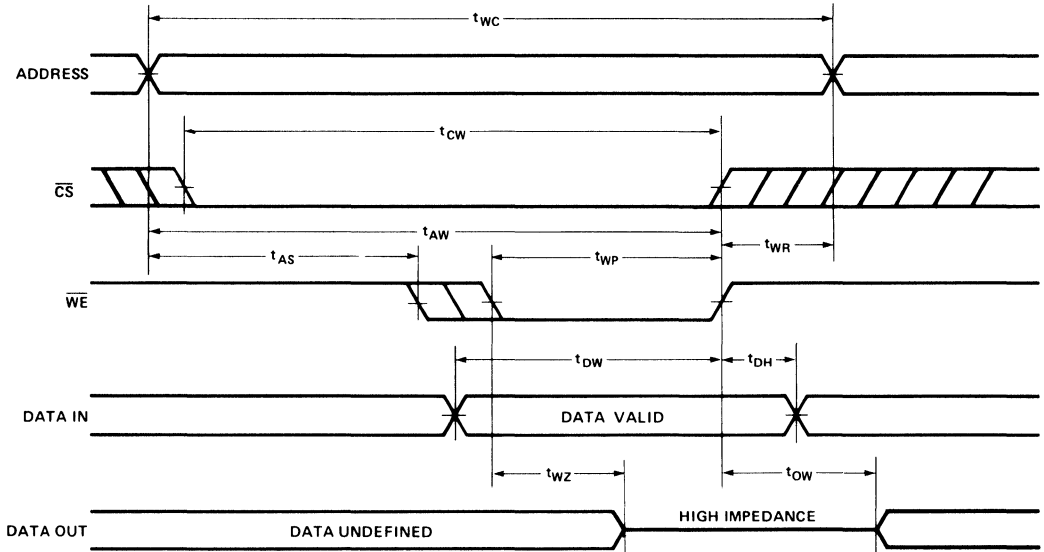 tWC
ADDRESS
tCW
CS
tAW
tAS
tWP
tWR
WE
tDW
tDH
DATA IN
DATA VALID
tWZ
tOW
DATA OUT
DATA UNDEFINED
HIGH IMPEDANCE